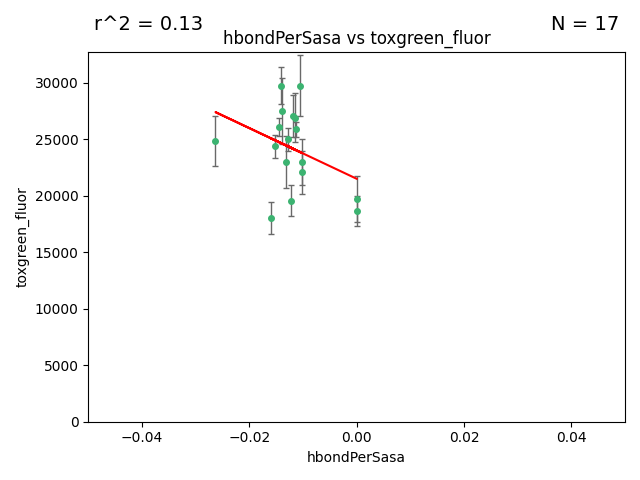 r^2 = 0.13
N = 17
hbondPerSasa vs toxgreen_fluor
30000
25000
20000
15000
10000
5000
0
toxgreen_fluor
−0.04
−0.02
0.00
0.02
0.04
hbondPerSasa